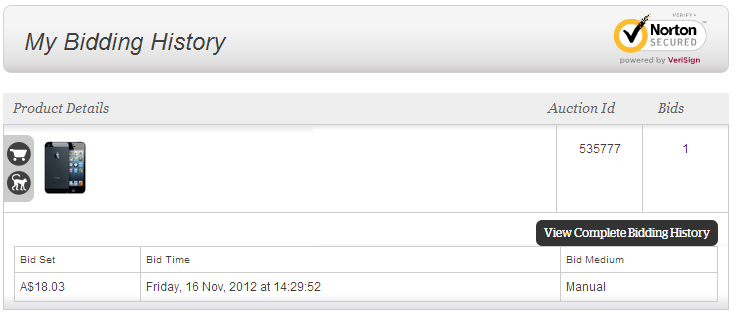 My Bidding History
VERIFY▸
Norton
SECURED
powered by VeriSign
Product Details Auction Id Bids
535777 1
View Complete Bidding History
Bid Set Bid Time Bid Medium
A$18.03 Friday, 16 Nov, 2012 at 14:29:52 Manual